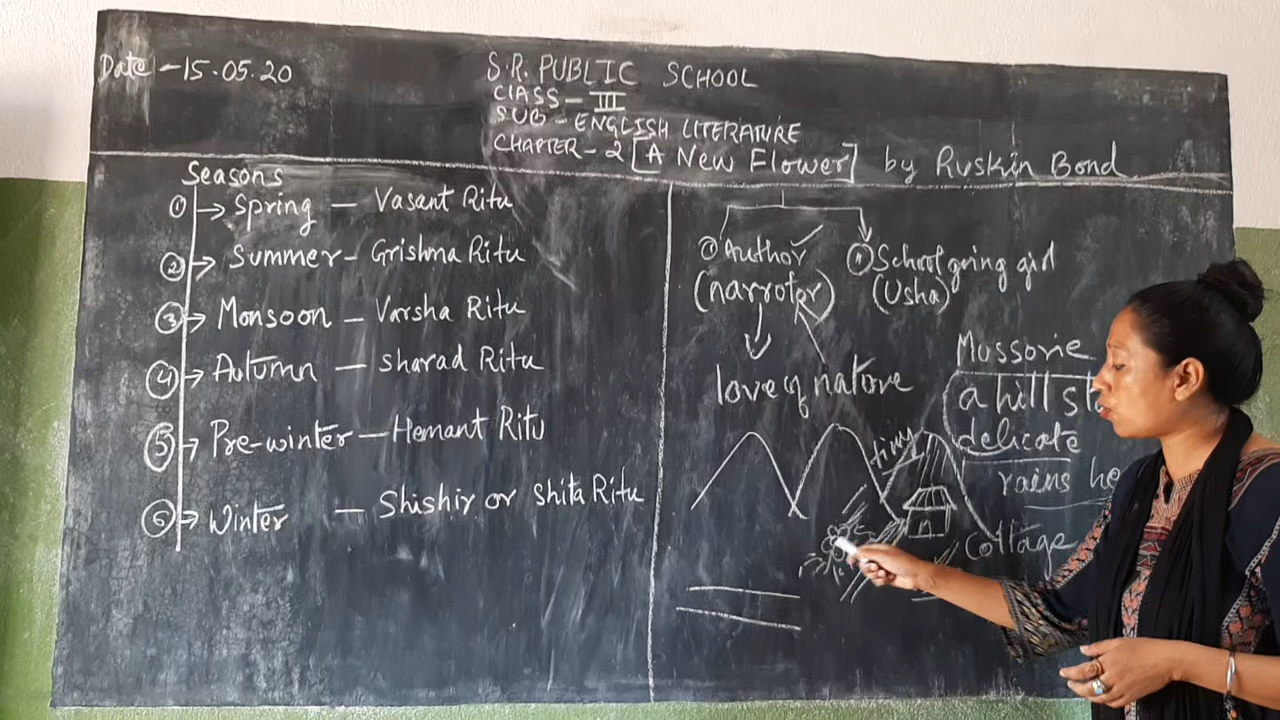 Date - 15.05.20
S.R. PUBLIC SCHOOL
CLASS - III
SUB - ENGLISH LITERATURE
CHAPTER - 2 [A New Flower] by Ruskin Bond
Seasons
① → Spring - Vasant Ritu
② → Summer - Grishma Ritu
③ → Monsoon - Varsha Ritu
④ → Autumn - Sharad Ritu
⑤ → Pre-winter - Hemant Ritu
⑥ → Winter - Shishir or Shita Ritu
① Author ✓
(narrotor)
School going girl
(Usha)
love of nature
Mussorie
a hill
delicate
rains
tiny
Cottage